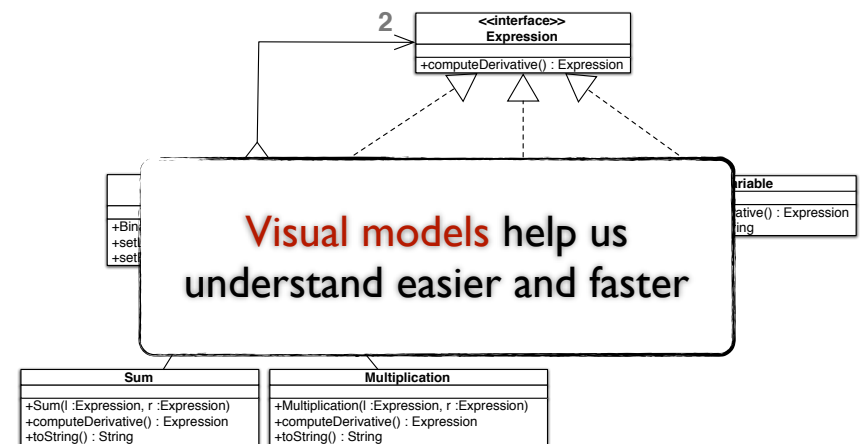 2
<<interface>>
Expression
+computeDerivative() : Expression
Visual models help us
understand easier and faster
: Expression
Sum
+Sum(l :Expression, r :Expression)
+computeDerivative() : Expression
+toString() : String
Multiplication
+Multiplication(l :Expression, r :Expression)
+computeDerivative() : Expression
+toString() : String